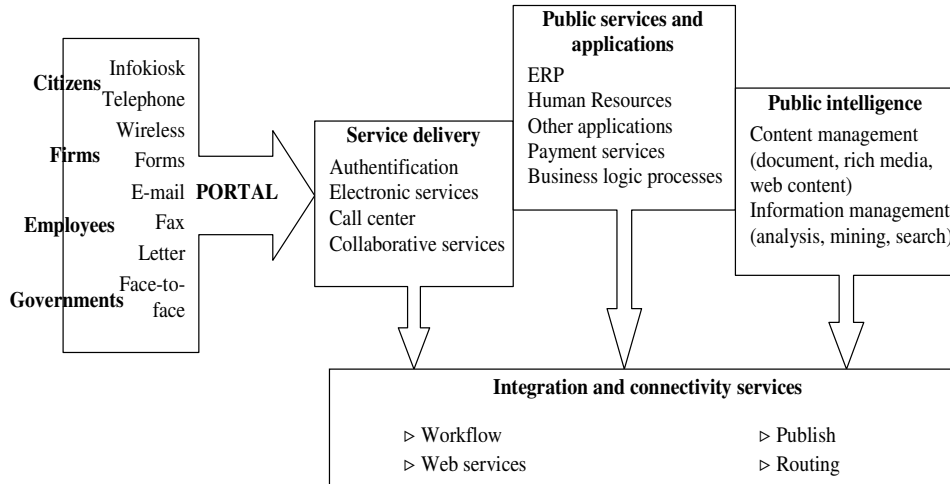 Citizens
Firms
Employees
Governments
Infokiosk
Telephone
Wireless
Forms
E-mail
Fax
Letter
Face-to-
face
PORTAL
Service delivery
Authentification
Electronic services
Call center
Collaborative services
Public services and
applications
ERP
Human Resources
Other applications
Payment services
Business logic processes
Public intelligence
Content management
(document, rich media,
web content)
Information management
(analysis, mining, search)
Integration and connectivity services
▷ Workflow
▷ Web services
▷ Publish
▷ Routing